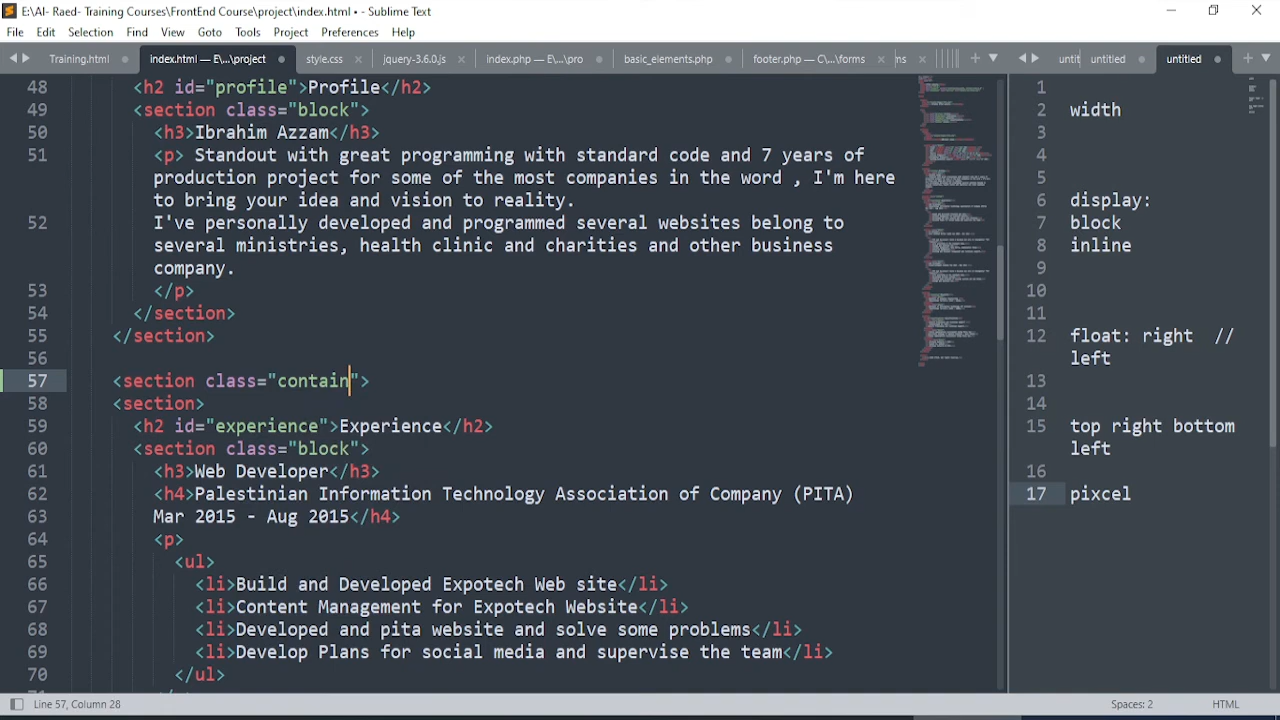 E:\Al- Raed- Training Courses\FrontEnd Course\project\index.html • - Sublime Text
File Edit Selection Find View Goto Tools Project Preferences Help
Training.html index.html — E\...\project style.css jquery-3.6.0.js index.php — E\...\pro basic_elements.php footer.php — C\...\forms ns untitl untitled untitled
48 <h2 id="profile">Profile</h2>
49 <section class="block">
50 <h3>Ibrahim Azzam</h3>
51 <p> Standout with great programming with standard code and 7 years of
production project for some of the most companies in the word , I'm here
to bring your idea and vision to reality.
52 I've personally developed and programmed several websites belong to
several ministries, health clinic and charities and other business
company.
53 </p>
54 </section>
55 </section>
56
57 <section class="contain">
58 <section>
59 <h2 id="experience">Experience</h2>
60 <section class="block">
61 <h3>Web Developer</h3>
62 <h4>Palestinian Information Technology Association of Company (PITA)
63 Mar 2015 - Aug 2015</h4>
64 <p>
65 <ul>
66 <li>Build and Developed Expotech Web site</li>
67 <li>Content Management for Expotech Website</li>
68 <li>Developed and pita website and solve some problems</li>
69 <li>Develop Plans for social media and supervise the team</li>
70 </ul>
1
2 width
3
4
5
6 display:
7 block
8 inline
9
10
11
12 float: right //
left
13
14
15 top right bottom
left
16
17 pixcel
Line 57, Column 28 Spaces: 2 HTML